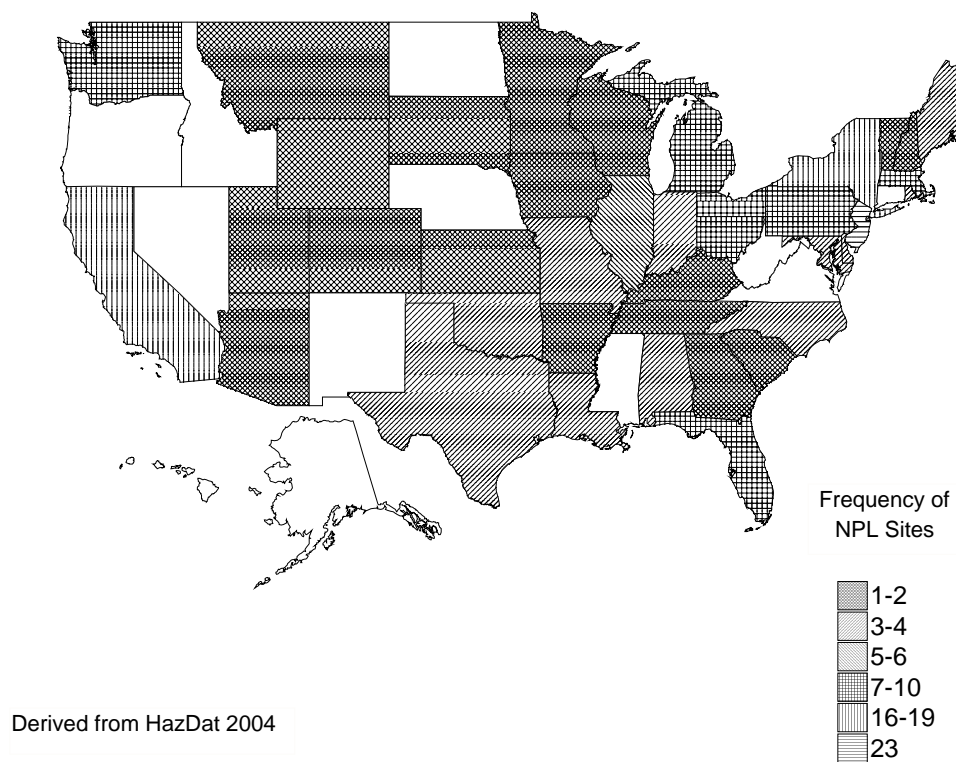 Frequency of
NPL Sites
1-2
3-4
5-6
7-10
16-19
23
Derived from HazDat 2004